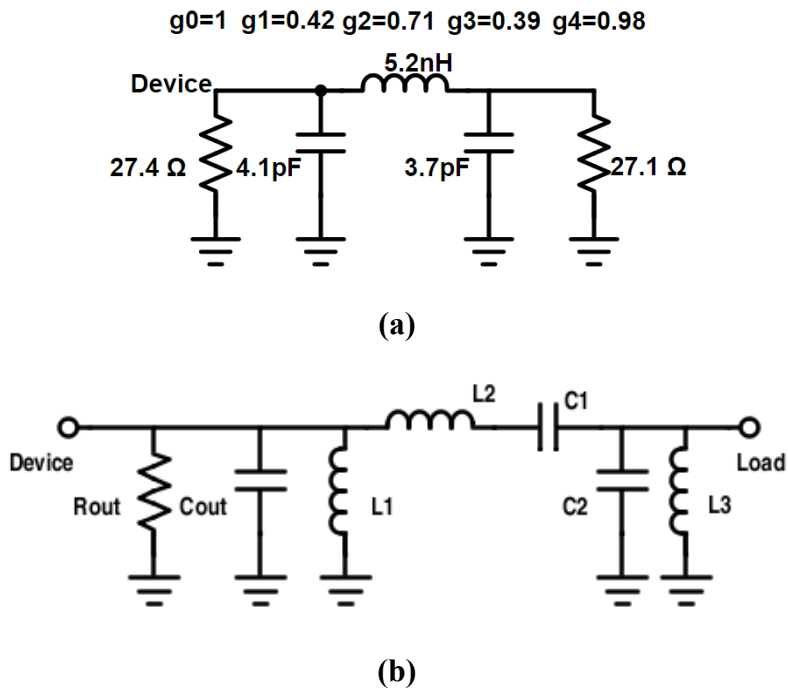 g0=1 g1=0.42 g2=0.71 g3=0.39 g4=0.98
5.2nH
Device
27.4 Ω 4.1pF 3.7pF 27.1 Ω
(a)
L2
C1
Device Load
Rout Cout L1 C2 L3
(b)